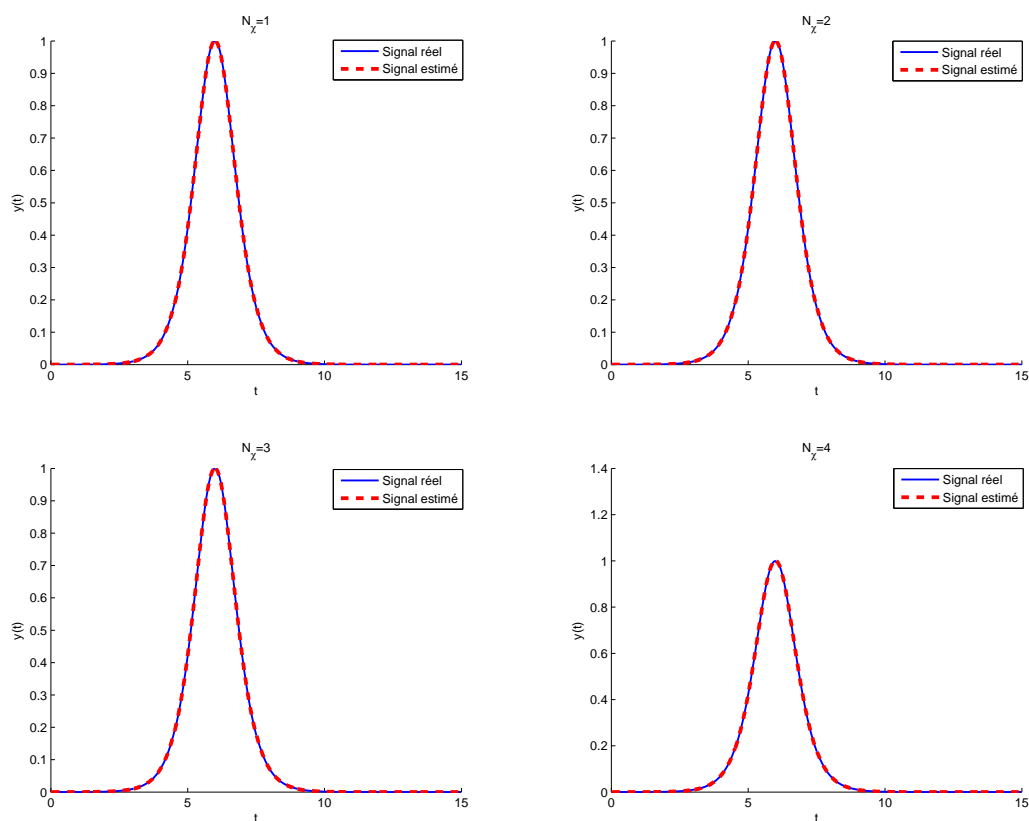 N_χ=1
1
0.9
0.8
0.7
0.6
0.5
0.4
0.3
0.2
0.1
0
y(t)
0 5 10 15
t
Signal réel
Signal estimé
N_χ=2
1
0.9
0.8
0.7
0.6
0.5
0.4
0.3
0.2
0.1
0
y(t)
0 5 10 15
t
Signal réel
Signal estimé
N_χ=3
1
0.9
0.8
0.7
0.6
0.5
0.4
0.3
0.2
0.1
0
y(t)
0 5 10 15
t
Signal réel
Signal estimé
N_χ=4
1.4
1.2
1
0.8
0.6
0.4
0.2
0
y(t)
0 5 10 15
t
Signal réel
Signal estimé